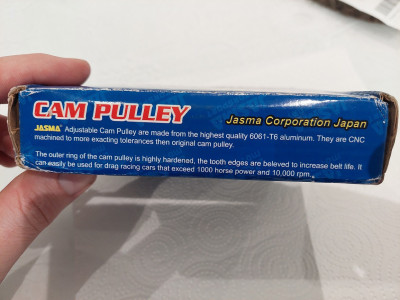 CAM PULLEY
Jasma Corporation Japan
JASMA Adjustable Cam Pulley are made from the highest quality 6061-T6 aluminum. They are CNC
machined to more exacting tolerances then original cam pulley.
The outer ring of the cam pulley is highly hardened, the tooth edges are beleved to increase belt life. It
can easily be used for drag racing cars that exceed 1000 horse power and 10,000 rpm.